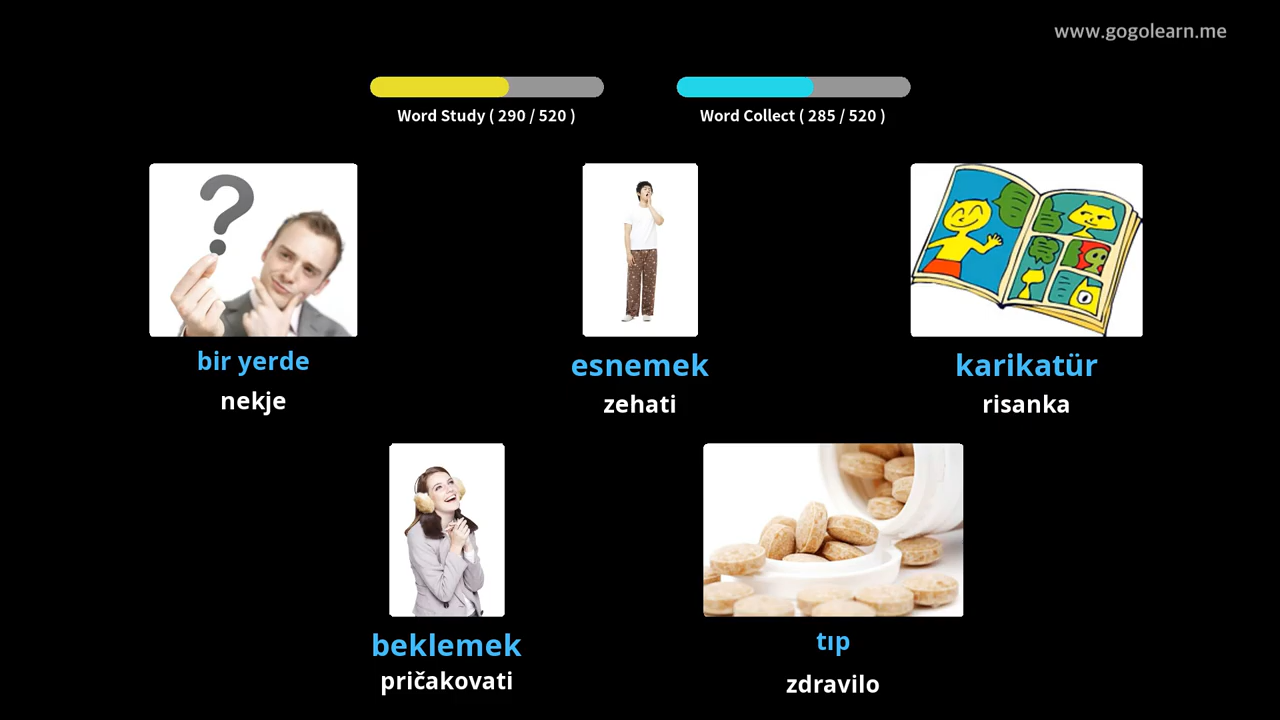 www.gogolearn.me
Word Study ( 290 / 520 )
Word Collect ( 285 / 520 )
?
bir yerde
nekje
esnemek
zehati
karikatür
risanka
beklemek
pričakovati
tıp
zdravilo